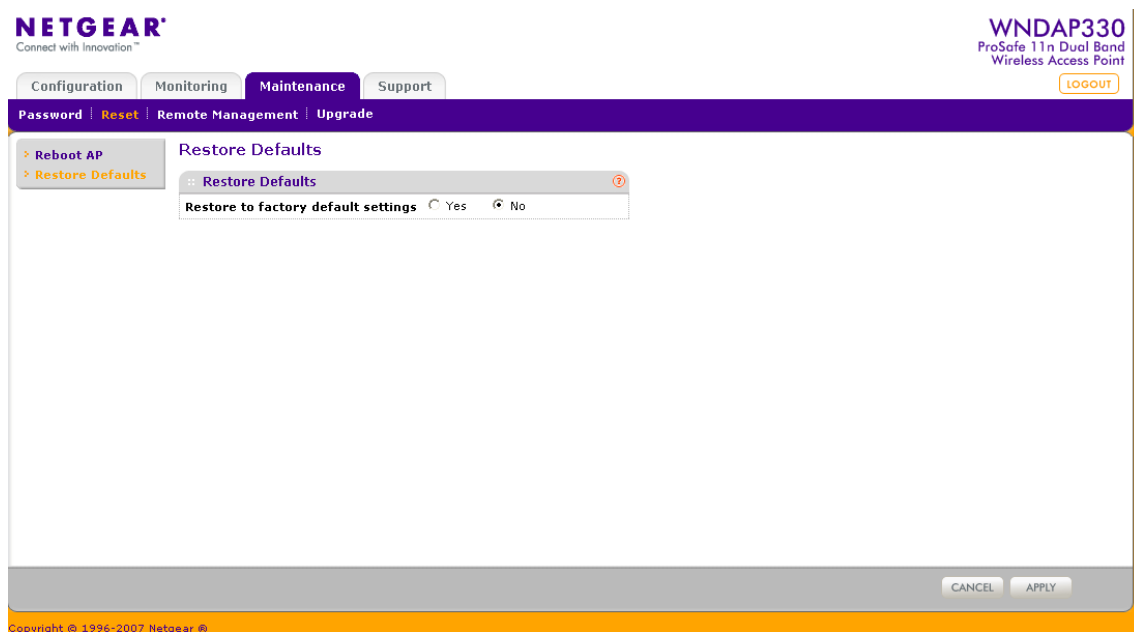 NETGEAR®
Connect with Innovation™
WNDAP330
ProSafe 11n Dual Band
Wireless Access Point
Configuration
Monitoring
Maintenance
Support
LOGOUT
Password
Reset
Remote Management
Upgrade
> Reboot AP
> Restore Defaults
Restore Defaults
:: Restore Defaults ?
Restore to factory default settings Yes No
CANCEL
APPLY
Copyright © 1996-2007 Netgear ®